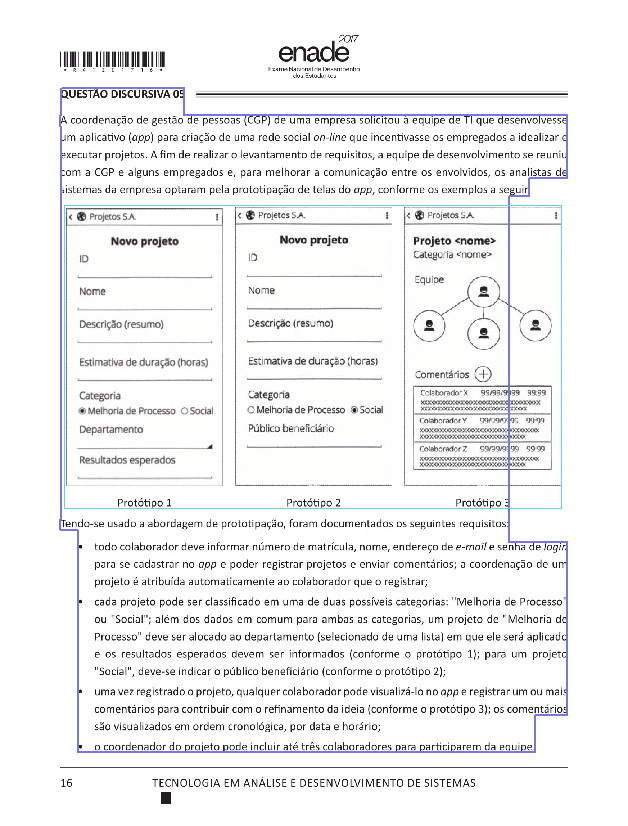 *R4120171 6*
enade 2017
Exame Nacional de Desempenho
dos Estudantes
QUESTÃO DISCURSIVA 05
A coordenação de gestão de pessoas (CGP) de uma empresa solicitou à equipe de TI que desenvolvesse
um aplicativo (app) para criação de uma rede social on-line que incentivasse os empregados a idealizar e
executar projetos. A fim de realizar o levantamento de requisitos, a equipe de desenvolvimento se reuniu
com a CGP e alguns empregados e, para melhorar a comunicação entre os envolvidos, os analistas de
sistemas da empresa optaram pela prototipação de telas do app, conforme os exemplos a seguir.
Projetos S.A.
Novo projeto
ID
Nome
Descrição (resumo)
Estimativa de duração (horas)
Categoria
Melhoria de Processo Social
Departamento
Resultados esperados
Protótipo 1
Projetos S.A.
Novo projeto
ID
Nome
Descrição (resumo)
Estimativa de duração (horas)
Categoria
Melhoria de Processo Social
Público beneficiário
Protótipo 2
Projetos S.A.
Projeto <nome>
Categoria <nome>
Equipe
Comentários +
Colaborador X 99/99/9999 99:99
Colaborador Y 99/99/9999 99:99
Colaborador Z 99/99/9999 99:99
Protótipo 3
Tendo-se usado a abordagem de prototipação, foram documentados os seguintes requisitos:
• todo colaborador deve informar número de matrícula, nome, endereço de e-mail e senha de login
para se cadastrar no app e poder registrar projetos e enviar comentários; a coordenação de um
projeto é atribuída automaticamente ao colaborador que o registrar;
• cada projeto pode ser classificado em uma de duas possíveis categorias: "Melhoria de Processo"
ou "Social"; além dos dados em comum para ambas as categorias, um projeto de "Melhoria de
Processo" deve ser alocado ao departamento (selecionado de uma lista) em que ele será aplicado
e os resultados esperados devem ser informados (conforme o protótipo 1); para um projeto
"Social", deve-se indicar o público beneficiário (conforme o protótipo 2);
• uma vez registrado o projeto, qualquer colaborador pode visualizá-lo no app e registrar um ou mais
comentários para contribuir com o refinamento da ideia (conforme o protótipo 3); os comentários
são visualizados em ordem cronológica, por data e horário;
• o coordenador do projeto pode incluir até três colaboradores para participarem da equipe.
16 TECNOLOGIA EM ANÁLISE E DESENVOLVIMENTO DE SISTEMAS